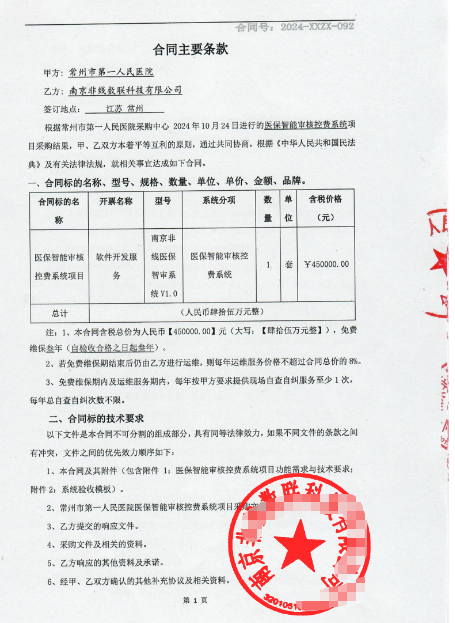 合同号: 2024-XXZX-092
合同主要条款
甲方: 常州市第一人民医院
乙方: 南京非线数联科技有限公司
签订地点: 江苏 常州
根据常州市第一人民医院采购中心 2024年10月24日进行的医保智能审核控费系统项
目采购结果, 甲、乙双方本着平等互利的原则, 通过共同协商, 根据《中华人民共和国民法
典》及有关法律法规, 就相关事宜达成如下合同。
一、合同标的名称、型号、规格、数量、单位、单价、金额、品牌。
合同标的名称 开票名称 型号 系统分项 数量 单位 含税价格(元)
医保智能审核控费系统项目 软件开发服务 南京非线医保智审系统V1.0 医保智能审核控费系统 1 套 ￥450000.00
总计 (人民币肆拾伍万元整)
注: 1、本合同含税总价为人民币【450000.00】元(大写: 【肆拾伍万元整】), 免费
维保叁年(自验收合格之日起叁年)。
2、若免费维保期结束后仍由乙方进行运维, 则每年运维服务价格不超过合同总价的8%。
3、免费维保期内及运维服务期内, 每年按甲方要求提供现场自查自纠服务至少1次,
每年总自查自纠次数不限。
二、合同标的技术要求
以下文件是本合同不可分割的组成部分, 具有同等法律效力, 如果不同文件的条款之间
有冲突, 文件之间的优先效力顺序如下:
1、本合同及其附件(包含附件 1: 医保智能审核控费系统项目功能需求与技术要求;
附件2: 系统验收模板)。
2、常州市第一人民医院医保智能审核控费系统项目采
3、乙方提交的响应文件。
4、采购文件及相关的资料。
5、乙方响应的其他资料及承诺。
6、经甲、乙双方确认的其他补充协议及相关资料。
南京非 数联科 有限 司
3201051
第 1 页